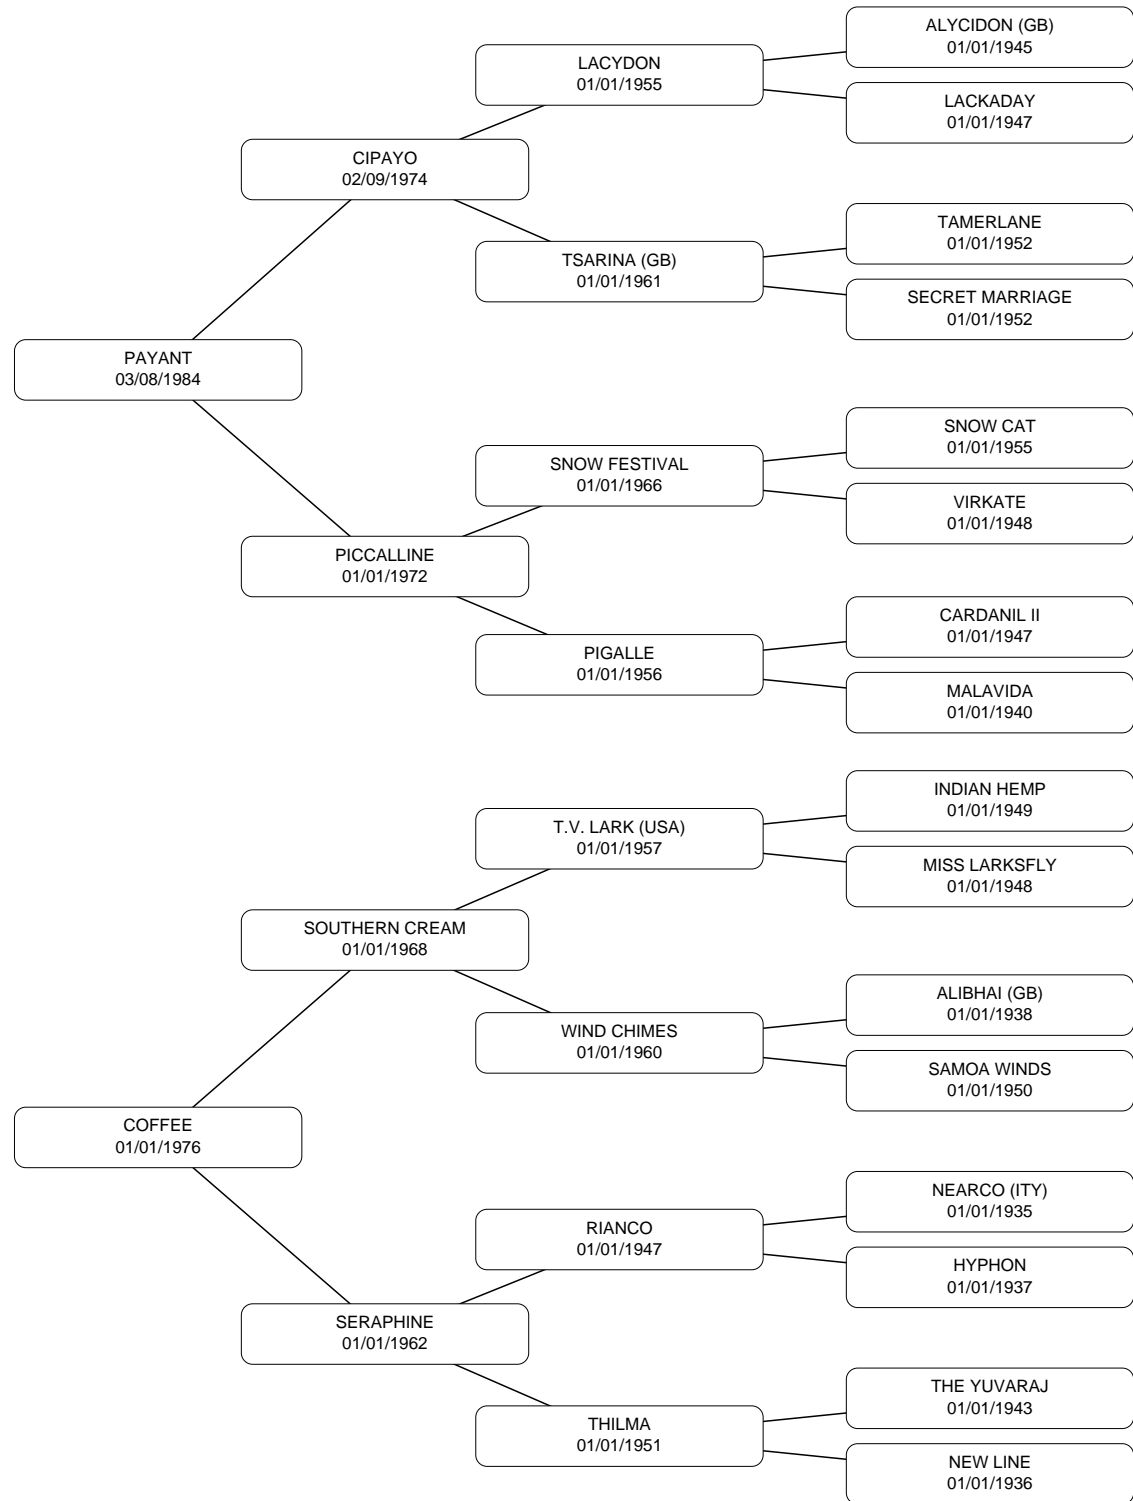 ALYCIDON (GB)
01/01/1945
LACYDON
01/01/1955
LACKADAY
01/01/1947
CIPAYO
02/09/1974
TAMERLANE
01/01/1952
TSARINA (GB)
01/01/1961
SECRET MARRIAGE
01/01/1952
PAYANT
03/08/1984
SNOW CAT
01/01/1955
SNOW FESTIVAL
01/01/1966
VIRKATE
01/01/1948
PICCALLINE
01/01/1972
CARDANIL II
01/01/1947
PIGALLE
01/01/1956
MALAVIDA
01/01/1940
INDIAN HEMP
01/01/1949
T.V. LARK (USA)
01/01/1957
MISS LARKSFLY
01/01/1948
SOUTHERN CREAM
01/01/1968
ALIBHAI (GB)
01/01/1938
WIND CHIMES
01/01/1960
SAMOA WINDS
01/01/1950
COFFEE
01/01/1976
NEARCO (ITY)
01/01/1935
RIANCO
01/01/1947
HYPHON
01/01/1937
SERAPHINE
01/01/1962
THE YUVARAJ
01/01/1943
THILMA
01/01/1951
NEW LINE
01/01/1936